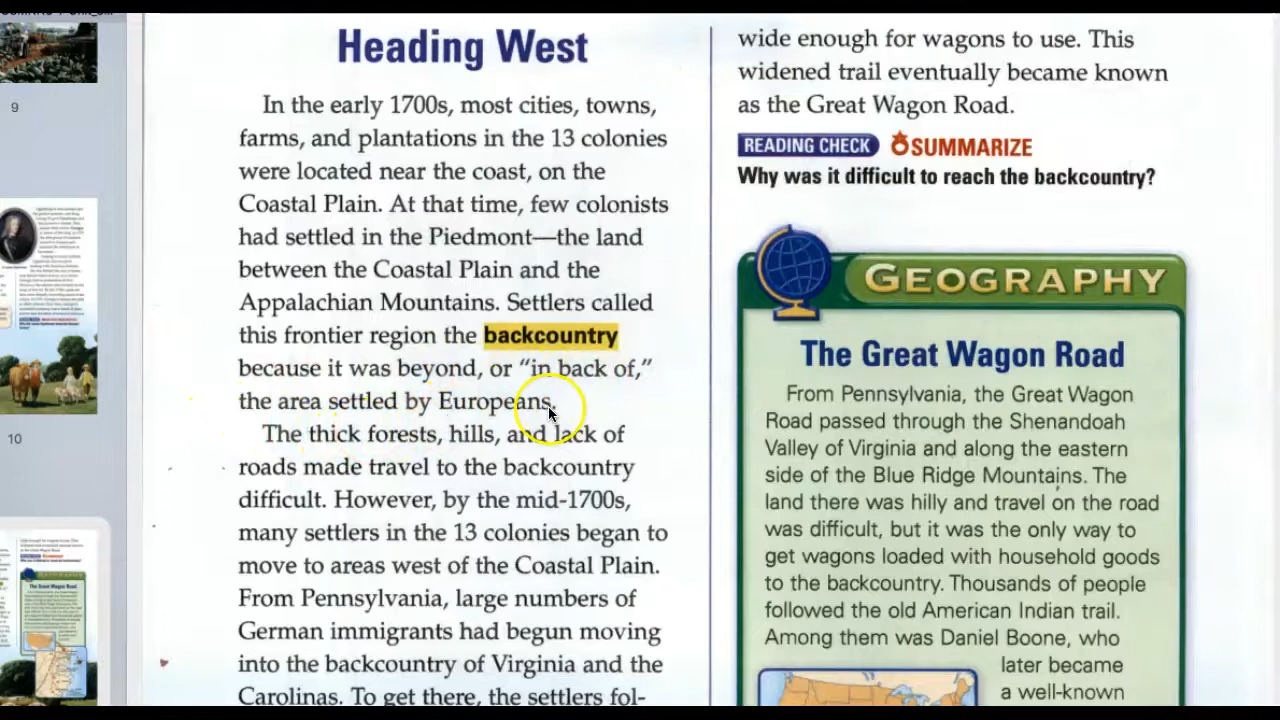 9
10
Heading West
In the early 1700s, most cities, towns,
farms, and plantations in the 13 colonies
were located near the coast, on the
Coastal Plain. At that time, few colonists
had settled in the Piedmont—the land
between the Coastal Plain and the
Appalachian Mountains. Settlers called
this frontier region the backcountry
because it was beyond, or “in back of,”
the area settled by Europeans.
The thick forests, hills, and lack of
roads made travel to the backcountry
difficult. However, by the mid-1700s,
many settlers in the 13 colonies began to
move to areas west of the Coastal Plain.
From Pennsylvania, large numbers of
German immigrants had begun moving
into the backcountry of Virginia and the
Carolinas. To get there, the settlers fol-
wide enough for wagons to use. This
widened trail eventually became known
as the Great Wagon Road.
READING CHECK SUMMARIZE
Why was it difficult to reach the backcountry?
GEOGRAPHY
The Great Wagon Road
From Pennsylvania, the Great Wagon
Road passed through the Shenandoah
Valley of Virginia and along the eastern
side of the Blue Ridge Mountains. The
land there was hilly and travel on the road
was difficult, but it was the only way to
get wagons loaded with household goods
to the backcountry. Thousands of people
followed the old American Indian trail.
Among them was Daniel Boone, who
later became
a well-known